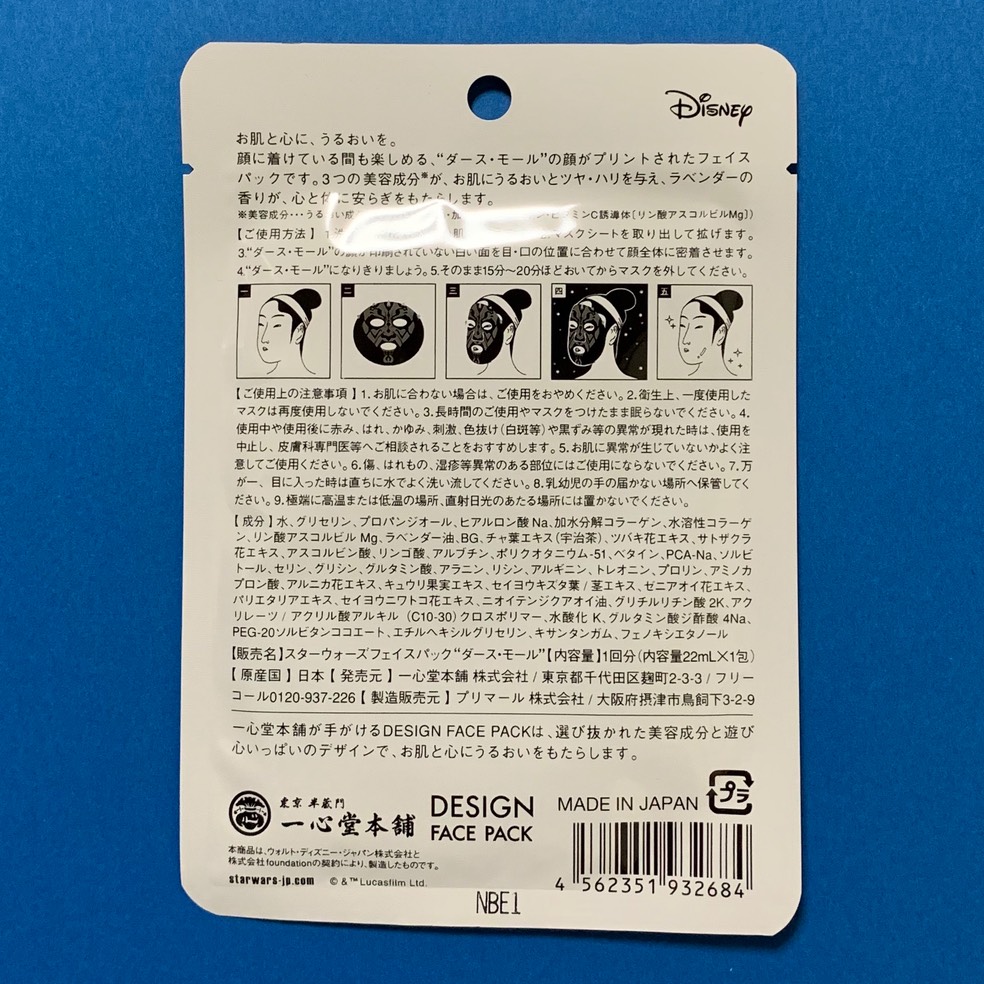 Disney
お肌と心に、うるおいを。
顔に着けている間も楽しめる、“ダース・モール”の顔がプリントされたフェイス
パックです。3つの美容成分※が、お肌にうるおいとツヤ・ハリを与え、ラベンダーの
香りが、心と体に安らぎをもたらします。
※美容成分・・・うるおい成 ・加 ン・ビタミンC誘導体〔リン酸アスコルビルMg〕)
【ご使用方法】 1. 肌 マスクシートを取り出して拡げます。
3.“ダース・モール”の顔が印刷されていない白い面を目・口の位置に合わせて顔全体に密着させます。
4.“ダース・モール”になりきりましょう。5.そのまま15分〜20分ほどおいてからマスクを外してください。
一 二 三 四 五
【ご使用上の注意事項】1.お肌に合わない場合は、ご使用をおやめください。2.衛生上、一度使用した
マスクは再度使用しないでください。3.長時間のご使用やマスクをつけたまま眠らないでください。4.
使用中や使用後に赤み、はれ、かゆみ、刺激、色抜け(白斑等)や黒ずみ等の異常が現れた時は、使用を
中止し、皮膚科専門医等へご相談されることをおすすめします。5.お肌に異常が生じていないかよく注
意してご使用ください。6.傷、はれもの、湿疹等異常のある部位にはご使用にならないでください。7.万
が一、目に入った時は直ちに水でよく洗い流してください。8.乳幼児の手の届かない場所へ保管してく
ださい。9.極端に高温または低温の場所、直射日光のあたる場所には置かないでください。
【成分】水、グリセリン、プロパンジオール、ヒアルロン酸Na、加水分解コラーゲン、水溶性コラーゲ
ン、リン酸アスコルビルMg、ラベンダー油、BG、チャ葉エキス(宇治茶)、ツバキ花エキス、サトザクラ
花エキス、アスコルビン酸、リンゴ酸、アルブチン、ポリクオタニウム-51、ベタイン、PCA-Na、ソルビ
トール、セリン、グリシン、グルタミン酸、アラニン、リシン、アルギニン、トレオニン、プロリン、アミノカ
プロン酸、アルニカ花エキス、キュウリ果実エキス、セイヨウキズタ葉/茎エキス、ゼニアオイ花エキス、
パリエタリアエキス、セイヨウニワトコ花エキス、ニオイテンジクアオイ油、グリチルリチン酸2K、アク
リレーツ/アクリル酸アルキル(C10-30)クロスポリマー、水酸化K、グルタミン酸ジ酢酸4Na、
PEG-20ソルビタンココエート、エチルヘキシルグリセリン、キサンタンガム、フェノキシエタノール
【販売名】スターウォーズフェイスパック“ダース・モール”【内容量】1回分(内容量22mL×1包)
【原産国】日本【発売元】一心堂本舗 株式会社/東京都千代田区麹町2-3-3/フリー
コール0120-937-226【製造販売元】プリマール 株式会社/大阪府摂津市鳥飼下3-2-9
一心堂本舗が手がけるDESIGN FACE PACKは、選び抜かれた美容成分と遊び
心いっぱいのデザインで、お肌と心にうるおいをもたらします。
東京 半蔵門
一心堂本舗
DESIGN
FACE PACK
MADE IN JAPAN
プラ
本商品は、ウォルト・ディズニー・ジャパン株式会社と
株式会社foundationの契約により、製造したものです。
starwars-jp.com © &™ Lucasfilm Ltd.
4 562351 932684
NBE1